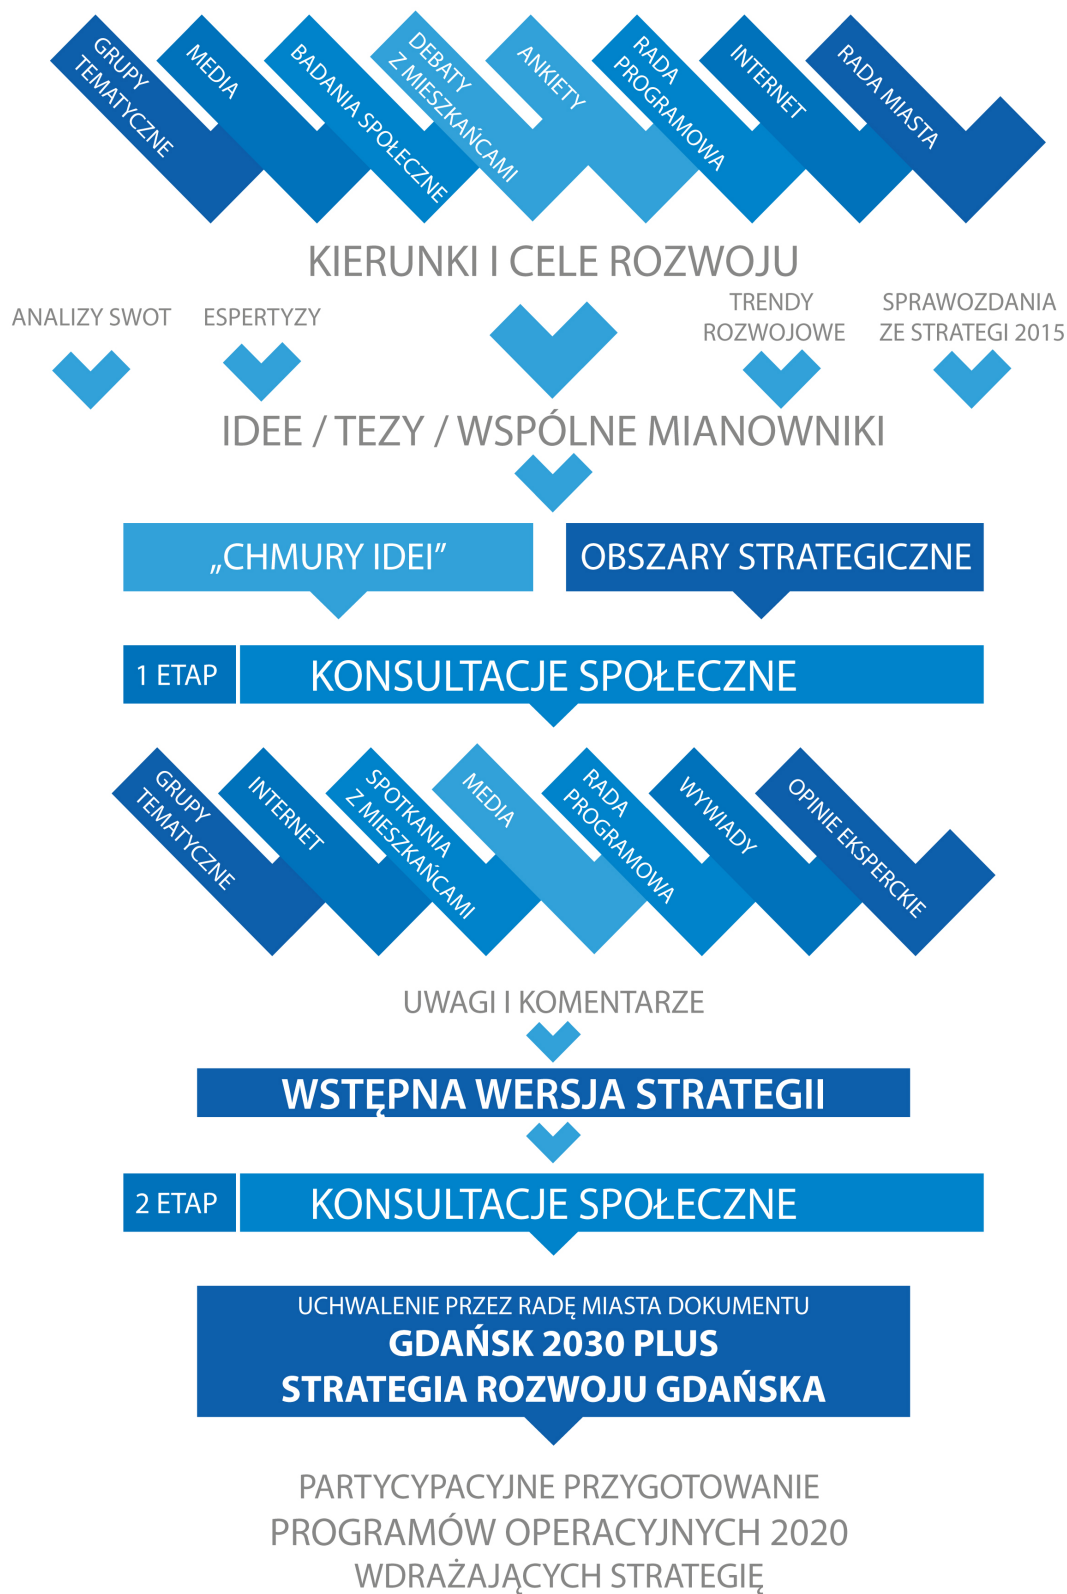 GRUPY
TEMATYCZNE
MEDIA
BADANIA SPOŁECZNE
DEBATY
Z MIESZKAŃCAMI
ANKIETY
RADA
PROGRAMOWA
INTERNET
RADA MIASTA
KIERUNKI I CELE ROZWOJU
ANALIZY SWOT
ESPERTYZY
TRENDY
ROZWOJOWE
SPRAWOZDANIA
ZE STRATEGI 2015
IDEE / TEZY / WSPÓLNE MIANOWNIKI
„CHMURY IDEI”
OBSZARY STRATEGICZNE
1 ETAP
KONSULTACJE SPOŁECZNE
GRUPY
TEMATYCZNE
INTERNET
SPOTKANIA
Z MIESZKAŃCAMI
MEDIA
RADA
PROGRAMOWA
WYWIADY
OPINIE EKSPERCKIE
UWAGI I KOMENTARZE
WSTĘPNA WERSJA STRATEGII
2 ETAP
KONSULTACJE SPOŁECZNE
UCHWALENIE PRZEZ RADĘ MIASTA DOKUMENTU
GDAŃSK 2030 PLUS
STRATEGIA ROZWOJU GDAŃSKA
PARTYCYPACYJNE PRZYGOTOWANIE
PROGRAMÓW OPERACYJNYCH 2020
WDRAŻAJĄCYCH STRATEGIĘ